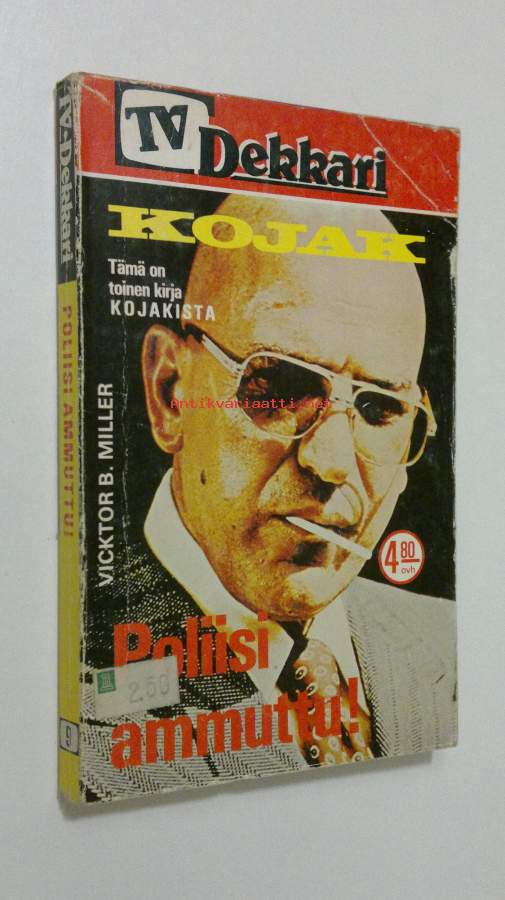 TV-Dekkari
POLIISI AMMUTTU!
9
TV
Dekkari
KOJAK
Tämä on
toinen kirja
KOJAKISTA
Antikvariaatti.net
VICKTOR B. MILLER
4 80
ovh
Poliisi
2.50
ammuttu!